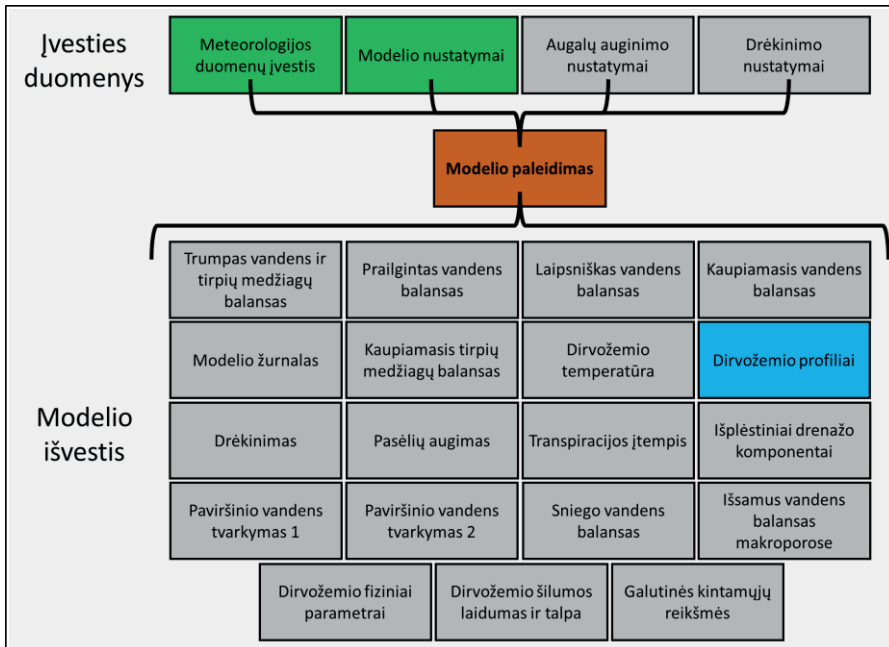 Įvesties
duomenys
Meteorologijos
duomenų įvestis
Modelio nustatymai
Augalų auginimo
nustatymai
Drėkinimo
nustatymai
Modelio paleidimas
Modelio
išvestis
Trumpas vandens ir
tirpių medžiagų
balansas
Prailgintas vandens
balansas
Laipsniškas vandens
balansas
Kaupiamasis vandens
balansas
Modelio žurnalas
Kaupiamasis tirpių
medžiagų balansas
Dirvožemio
temperatūra
Dirvožemio profiliai
Drėkinimas
Pasėlių augimas
Transpiracijos įtempis
Išplėstiniai drenažo
komponentai
Paviršinio vandens
tvarkymas 1
Paviršinio vandens
tvarkymas 2
Sniego vandens
balansas
Išsamus vandens
balansas
makroporose
Dirvožemio fiziniai
parametrai
Dirvožemio šilumos
laidumas ir talpa
Galutinės kintamųjų
reikšmės